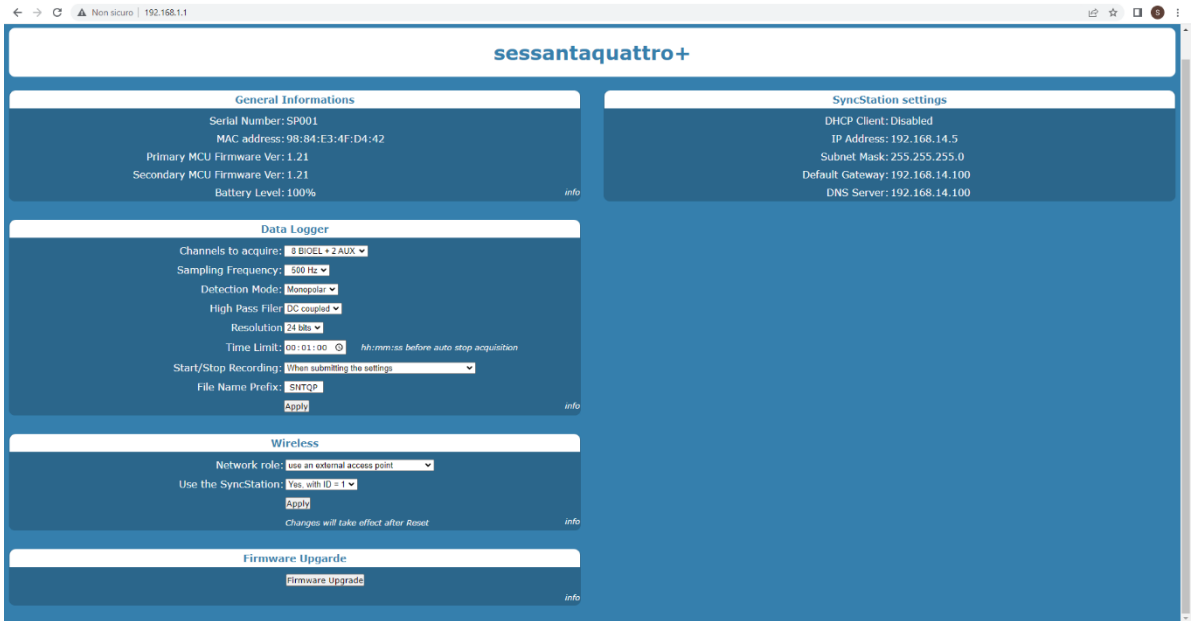 Non sicuro 192.168.1.1
S
sessantaquattro+
General Informations
Serial Number: SP001
MAC address: 98:84:E3:4F:D4:42
Primary MCU Firmware Ver: 1.21
Secondary MCU Firmware Ver: 1.21
Battery Level: 100%
info
SyncStation settings
DHCP Client: Disabled
IP Address: 192.168.14.5
Subnet Mask: 255.255.255.0
Default Gateway: 192.168.14.100
DNS Server: 192.168.14.100
Data Logger
Channels to acquire: 8 BIOEL + 2 AUX
Sampling Frequency: 500 Hz
Detection Mode: Monopolar
High Pass Filer DC coupled
Resolution 24 bits
Time Limit: 00:01:00 hh:mm:ss before auto stop acquisition
Start/Stop Recording: When submitting the settings
File Name Prefix: SNTQP
Apply
info
Wireless
Network role: use an external access point
Use the SyncStation: Yes, with ID = 1
Apply
Changes will take effect after Reset
info
Firmware Upgarde
Firmware Upgrade
info